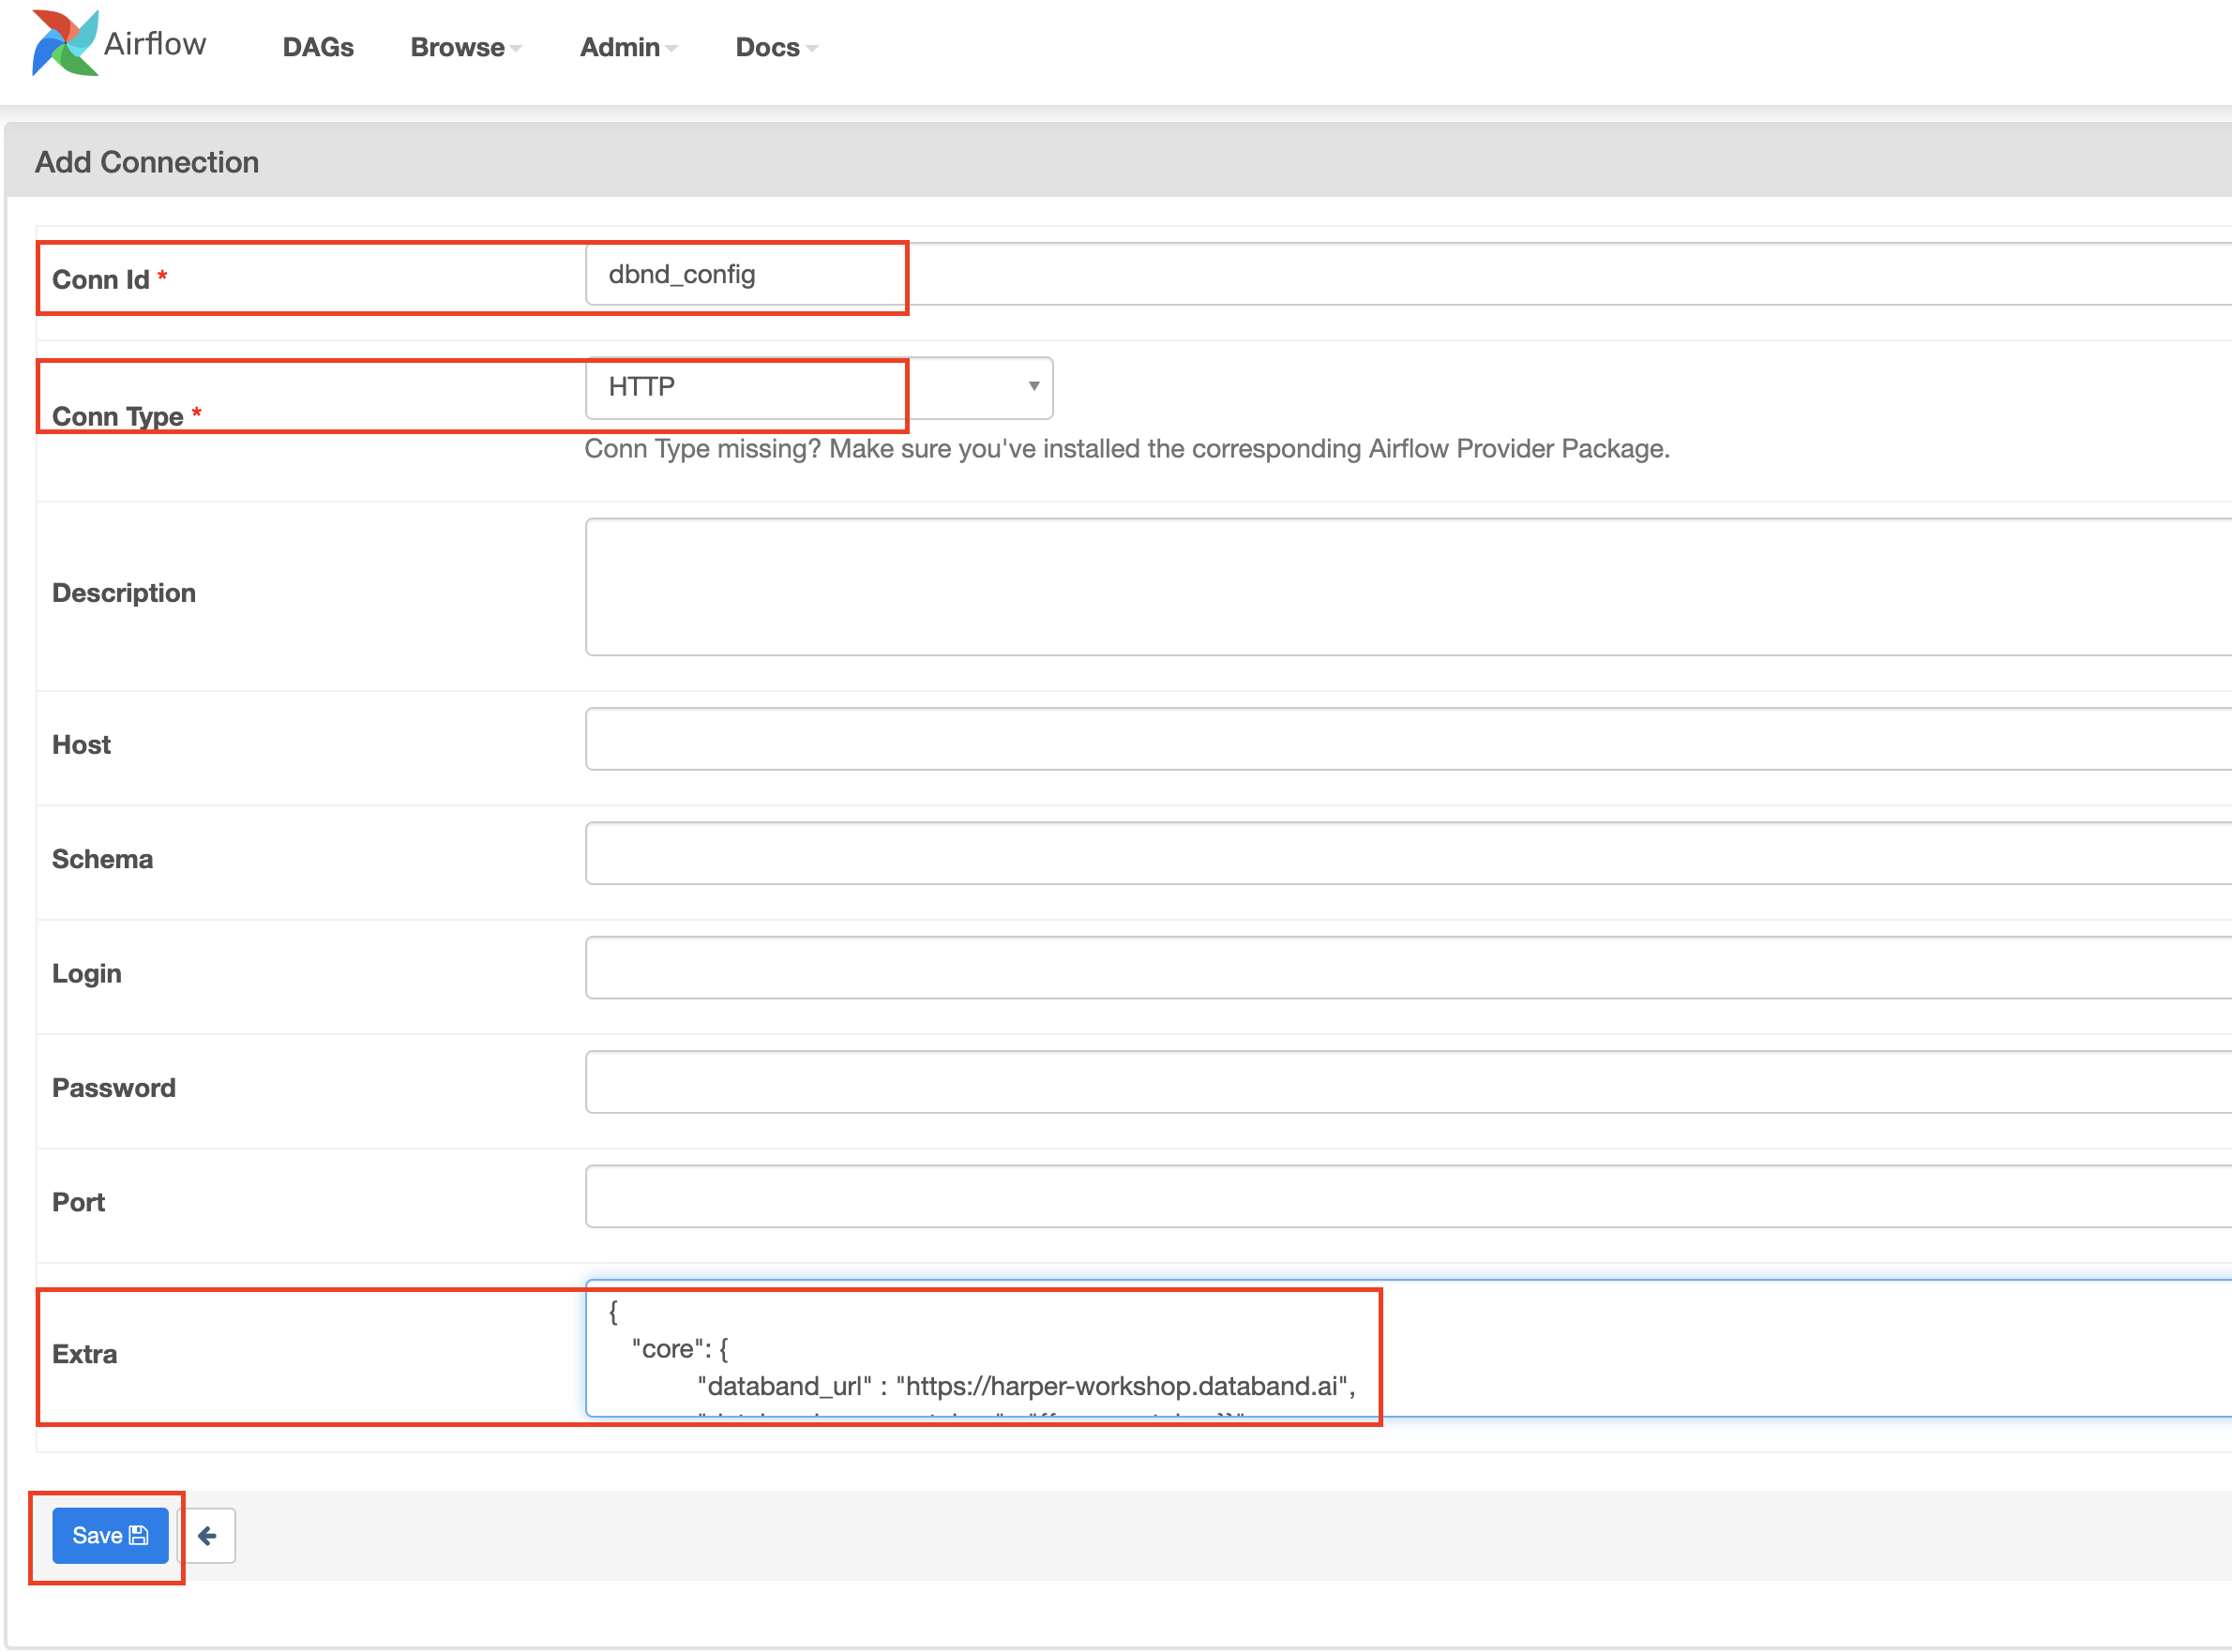 Airflow DAGs Browse Admin Docs
Add Connection
Conn Id * dbnd_config
Conn Type * HTTP
Conn Type missing? Make sure you've installed the corresponding Airflow Provider Package.
Description
Host
Schema
Login
Password
Port
Extra
{
"core": {
"databand_url" : "https://harper-workshop.databand.ai",
Save